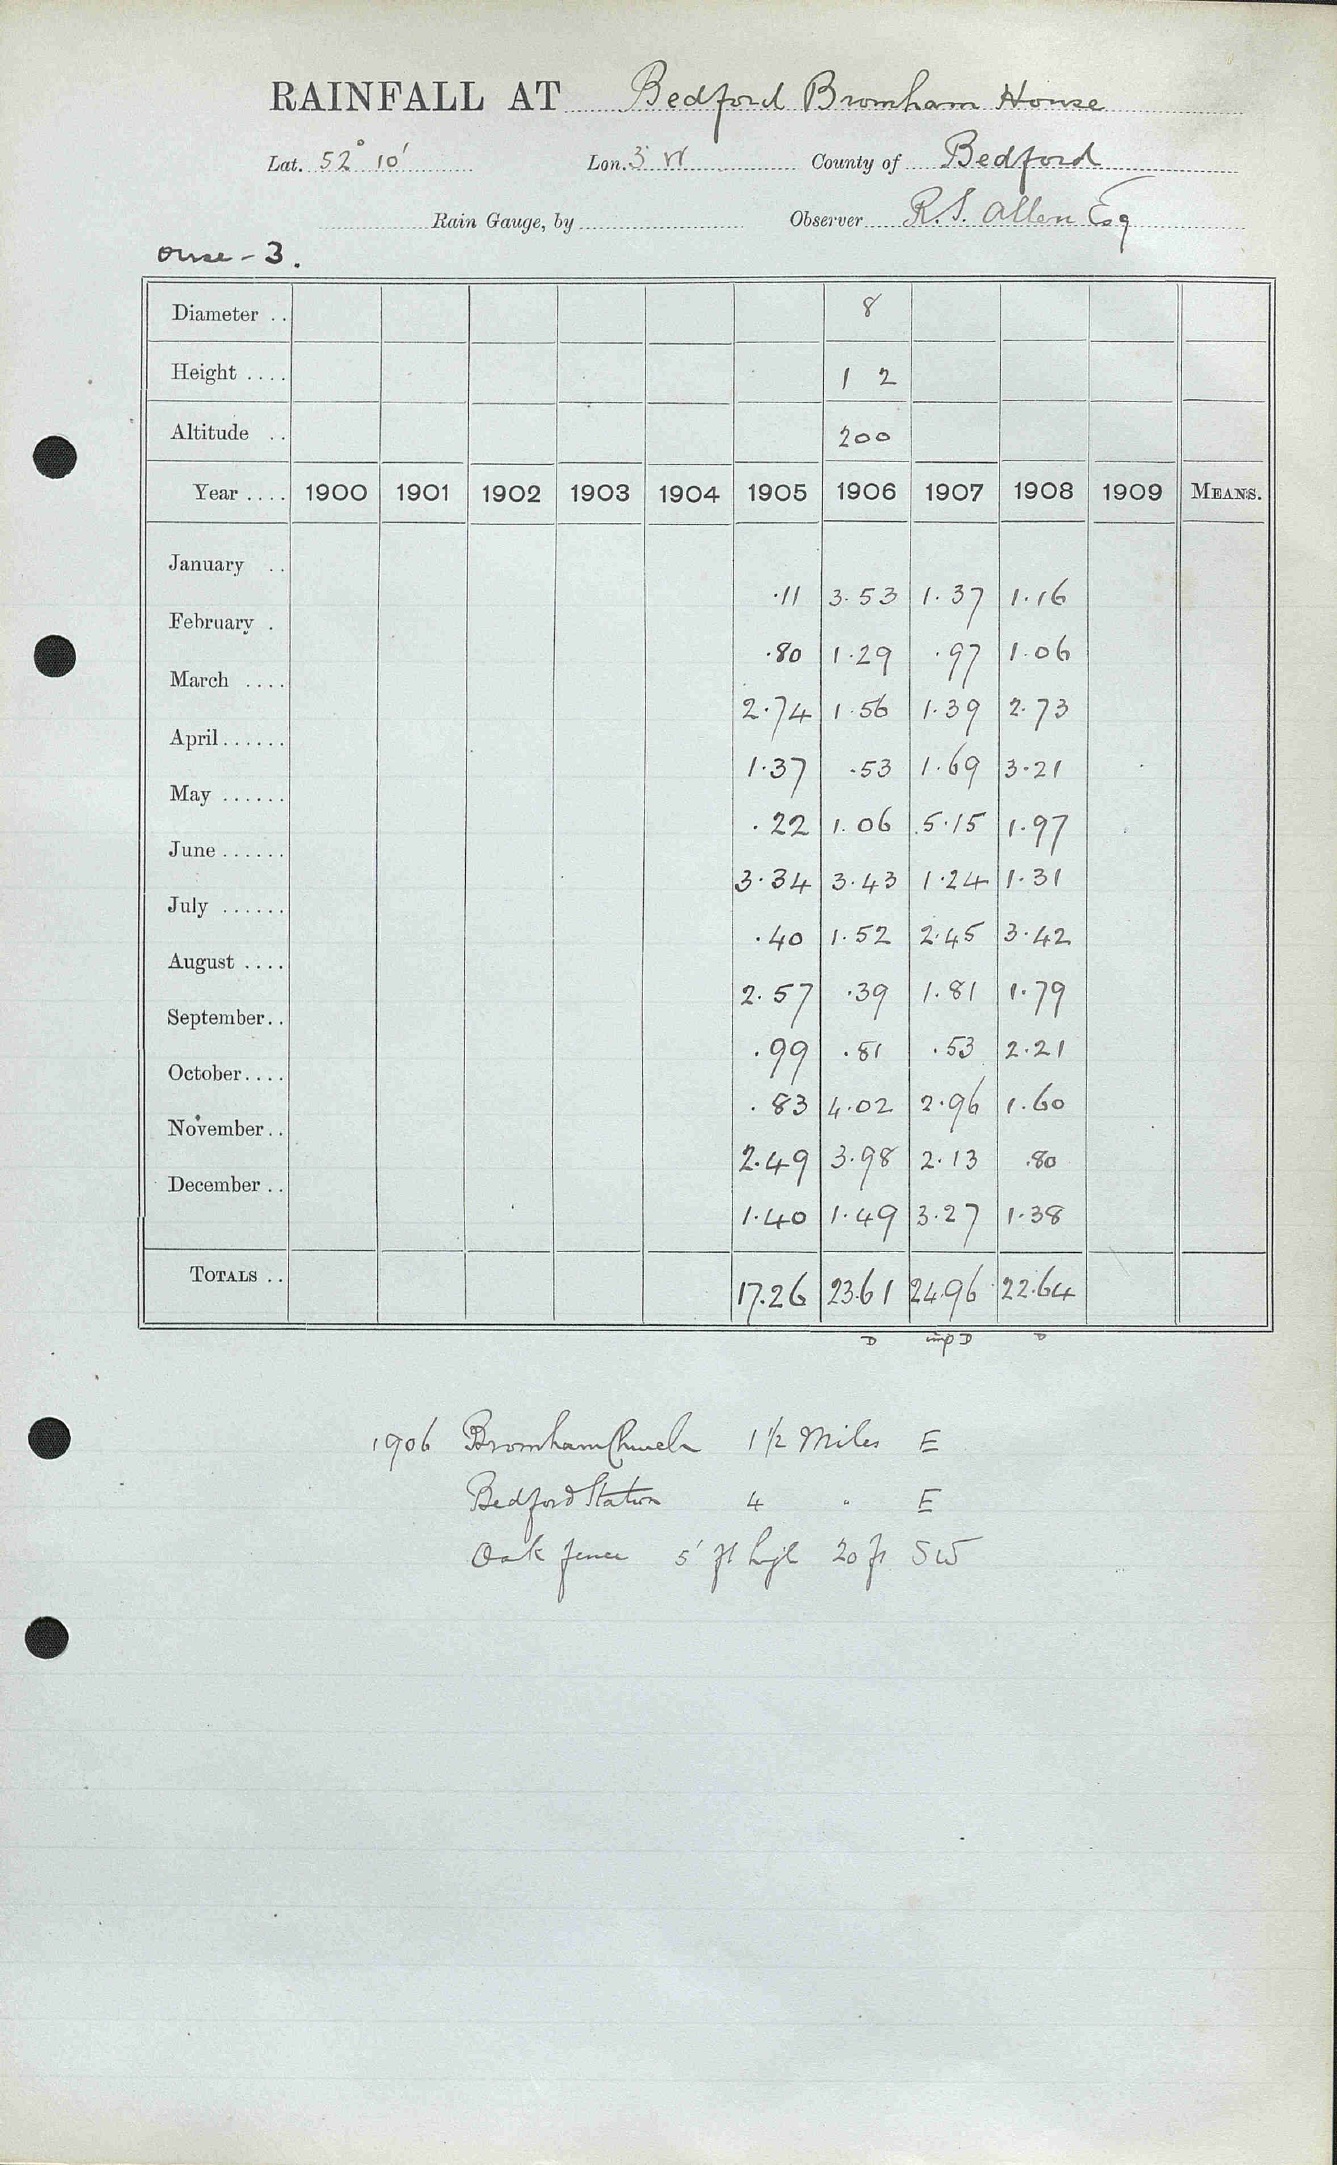 RAINFALL AT Bedford Bromham House
Lat. 52° 10' Lon. 3 W County of Bedford
Rain Gauge, by Observer R.S. Allen Esq
Ouse - 3.
Diameter .. 8
Height .... 1 2
Altitude .. 200
Year .... 1900 1901 1902 1903 1904 1905 1906 1907 1908 1909 MEANS.
January .. .11 3.53 1.37 1.16
February . .80 1.29 .97 1.06
March .... 2.74 1.56 1.39 2.73
April ...... 1.37 .53 1.69 3.21
May ...... .22 1.06 5.15 1.97
June ...... 3.34 3.43 1.24 1.31
July ...... .40 1.52 2.45 3.42
August .... 2.57 .39 1.81 1.79
September .. .99 .81 .53 2.21
October .... .83 4.02 2.96 1.60
November .. 2.49 3.98 2.13 .80
December .. 1.40 1.49 3.27 1.38
TOTALS .. 17.26 23.61 24.96 22.64
D imp D D
1906 Bromham Church 1 1/2 Miles E
Bedford Station 4 " E
Oak fence 5' ft high 20 ft SW